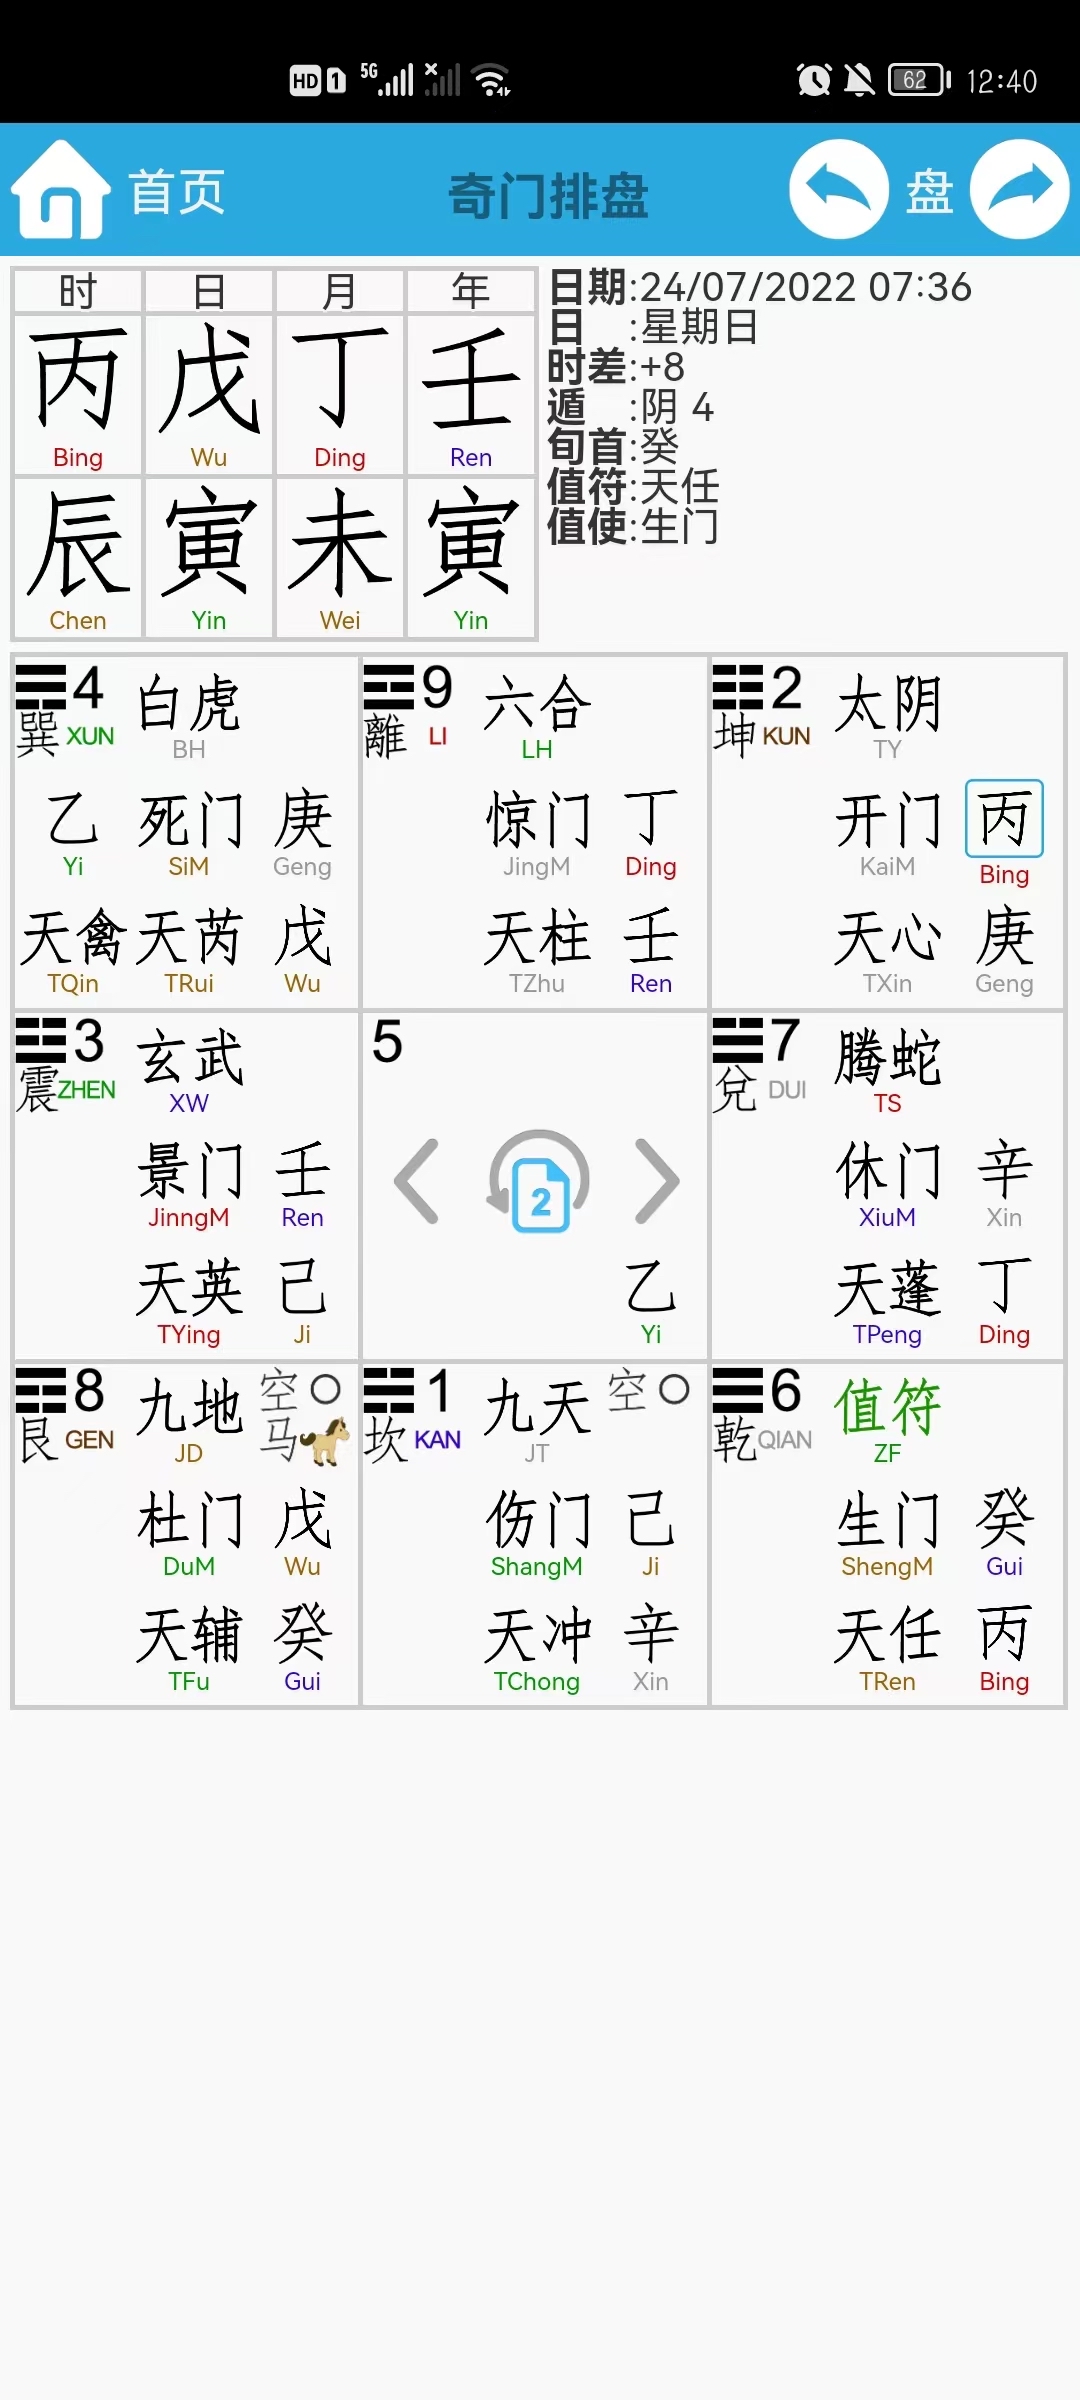 HD 1 5G 62 12:40
首页 奇门排盘 盘
时 日 月 年
丙 戊 丁 壬
Bing Wu Ding Ren
辰 寅 未 寅
Chen Yin Wei Yin
日期:24/07/2022 07:36
日 :星期日
时差:+8
遁 :阴 4
旬首:癸
值符:天任
值使:生门
4 白虎
巽 XUN BH
乙 死门 庚
Yi SiM Geng
天禽 天芮 戊
TQin TRui Wu
9 六合
離 LI LH
惊门 丁
JingM Ding
天柱 壬
TZhu Ren
2 太阴
坤 KUN TY
开门 丙
KaiM Bing
天心 庚
TXin Geng
3 玄武
震 ZHEN XW
景门 壬
JinngM Ren
天英 己
TYing Ji
5
2
乙
Yi
7 腾蛇
兌 DUI TS
休门 辛
XiuM Xin
天蓬 丁
TPeng Ding
8 九地 空
艮 GEN JD 马
杜门 戊
DuM Wu
天辅 癸
TFu Gui
1 九天 空
坎 KAN JT
伤门 己
ShangM Ji
天冲 辛
TChong Xin
6 值符
乾 QIAN ZF
生门 癸
ShengM Gui
天任 丙
TRen Bing